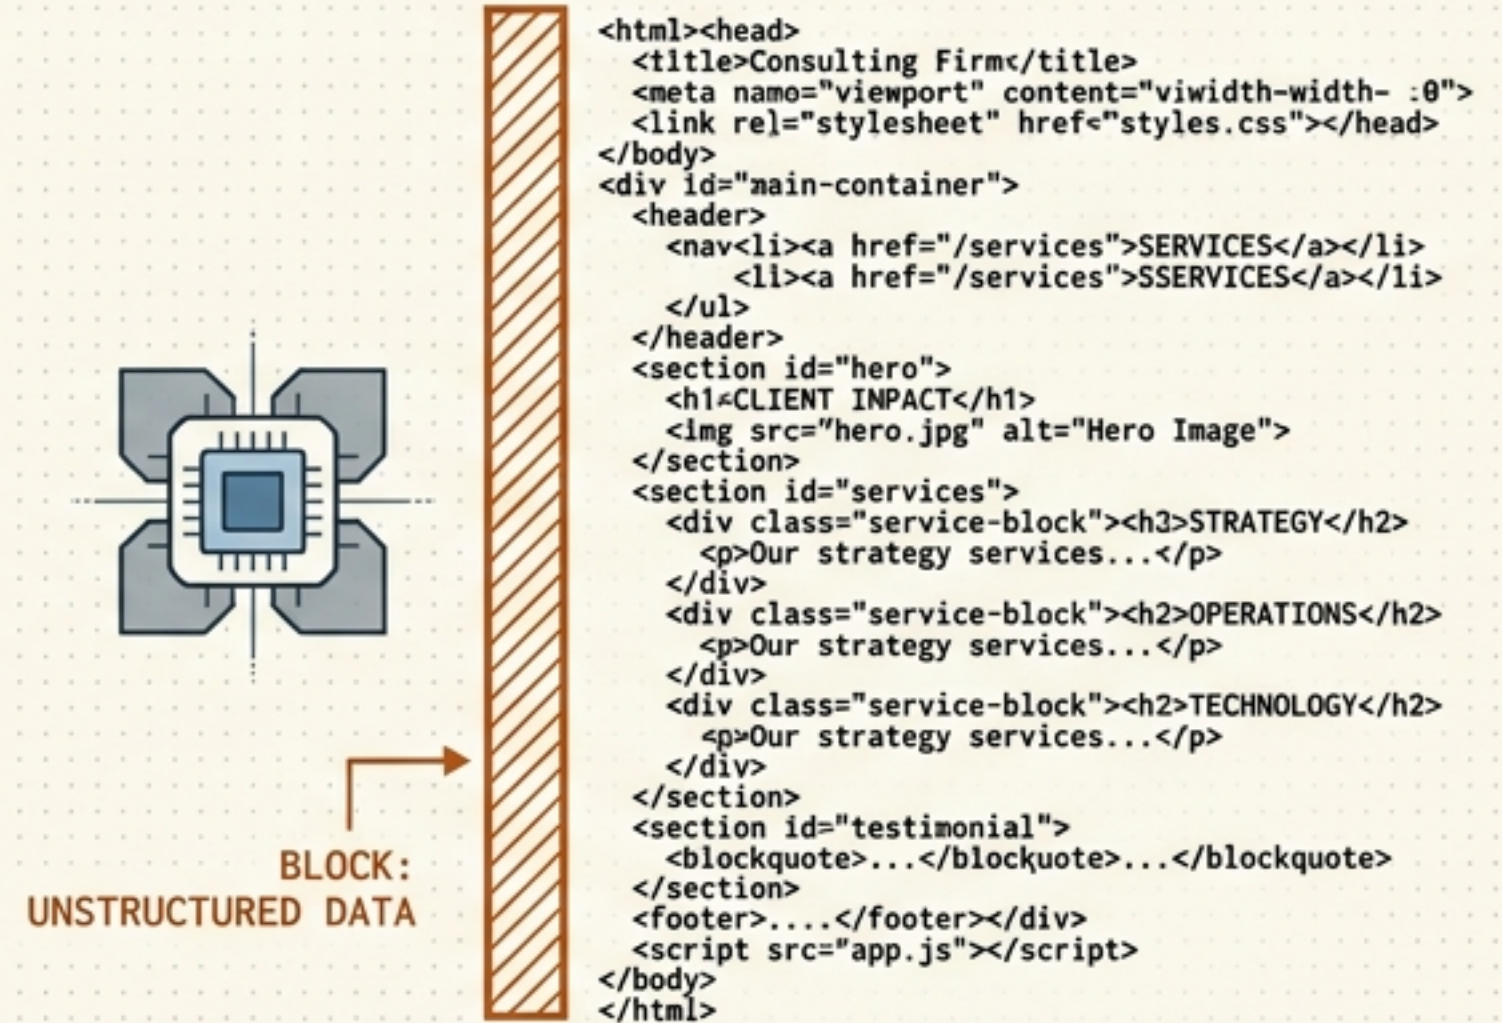 <html><head>
<title>Consulting Firm</title>
<meta namo="viewport" content="viwidth-width- :0">
<link rel="stylesheet" href="styles.css"></head>
</body>
<div id="main-container">
<header>
<nav<li><a href="/services">SERVICES</a></li>
<li><a href="/services">SSERVICES</a></li>
</ul>
</header>
<section id="hero">
<h1>CLIENT INPACT</h1>
<img src="hero.jpg" alt="Hero Image">
</section>
<section id="services">
<div class="service-block"><h3>STRATEGY</h2>
<p>Our strategy services...</p>
</div>
<div class="service-block"><h2>OPERATIONS</h2>
<p>Our strategy services...</p>
</div>
<div class="service-block"><h2>TECHNOLOGY</h2>
<p>Our strategy services...</p>
</div>
</section>
<section id="testimonial">
<blockquote>...</blockuote>...</blockquote>
</section>
<footer>....</footer></div>
<script src="app.js"></script>
</body>
</html>
BLOCK:
UNSTRUCTURED DATA